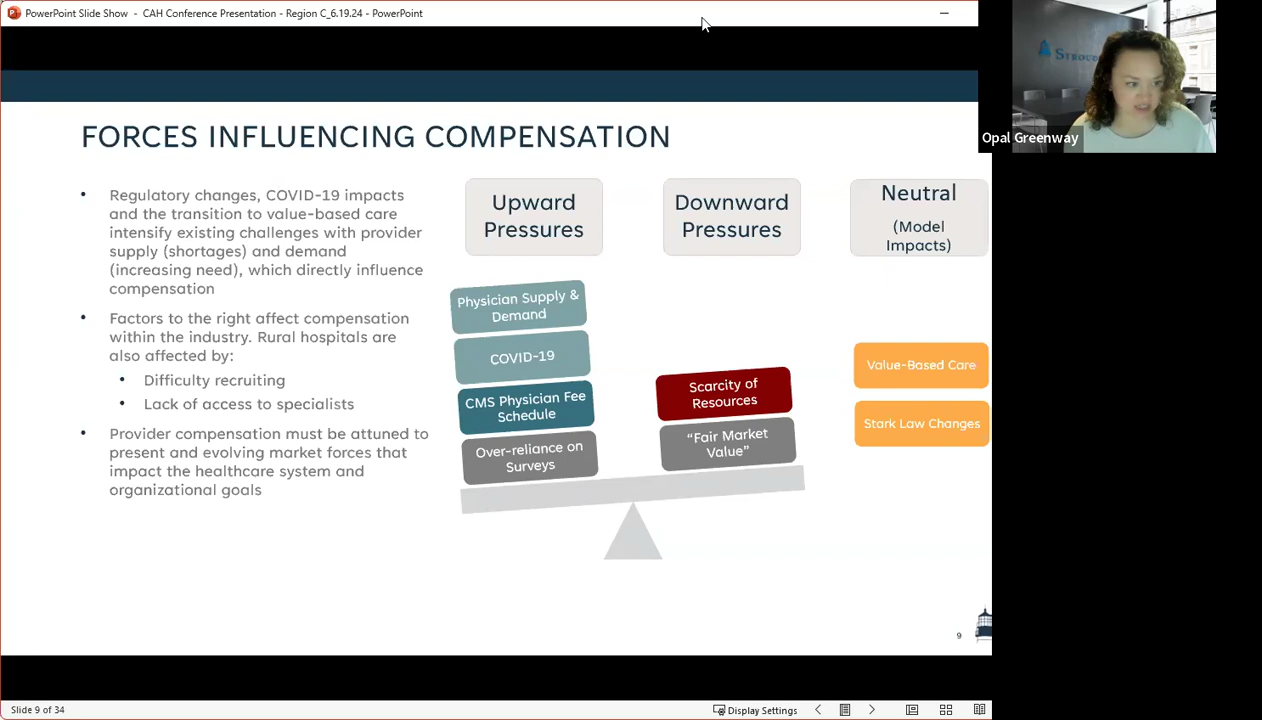 PowerPoint Slide Show - CAH Conference Presentation - Region C_6.19.24 - PowerPoint
Opal Greenway
FORCES INFLUENCING COMPENSATION
• Regulatory changes, COVID-19 impacts
and the transition to value-based care
intensify existing challenges with provider
supply (shortages) and demand
(increasing need), which directly influence
compensation
• Factors to the right affect compensation
within the industry. Rural hospitals are
also affected by:
• Difficulty recruiting
• Lack of access to specialists
• Provider compensation must be attuned to
present and evolving market forces that
impact the healthcare system and
organizational goals
Upward
Pressures
Physician Supply &
Demand
COVID-19
CMS Physician Fee
Schedule
Over-reliance on
Surveys
Downward
Pressures
Scarcity of
Resources
“Fair Market
Value”
Neutral
(Model
Impacts)
Value-Based Care
Stark Law Changes
9
Slide 9 of 34
Display Settings